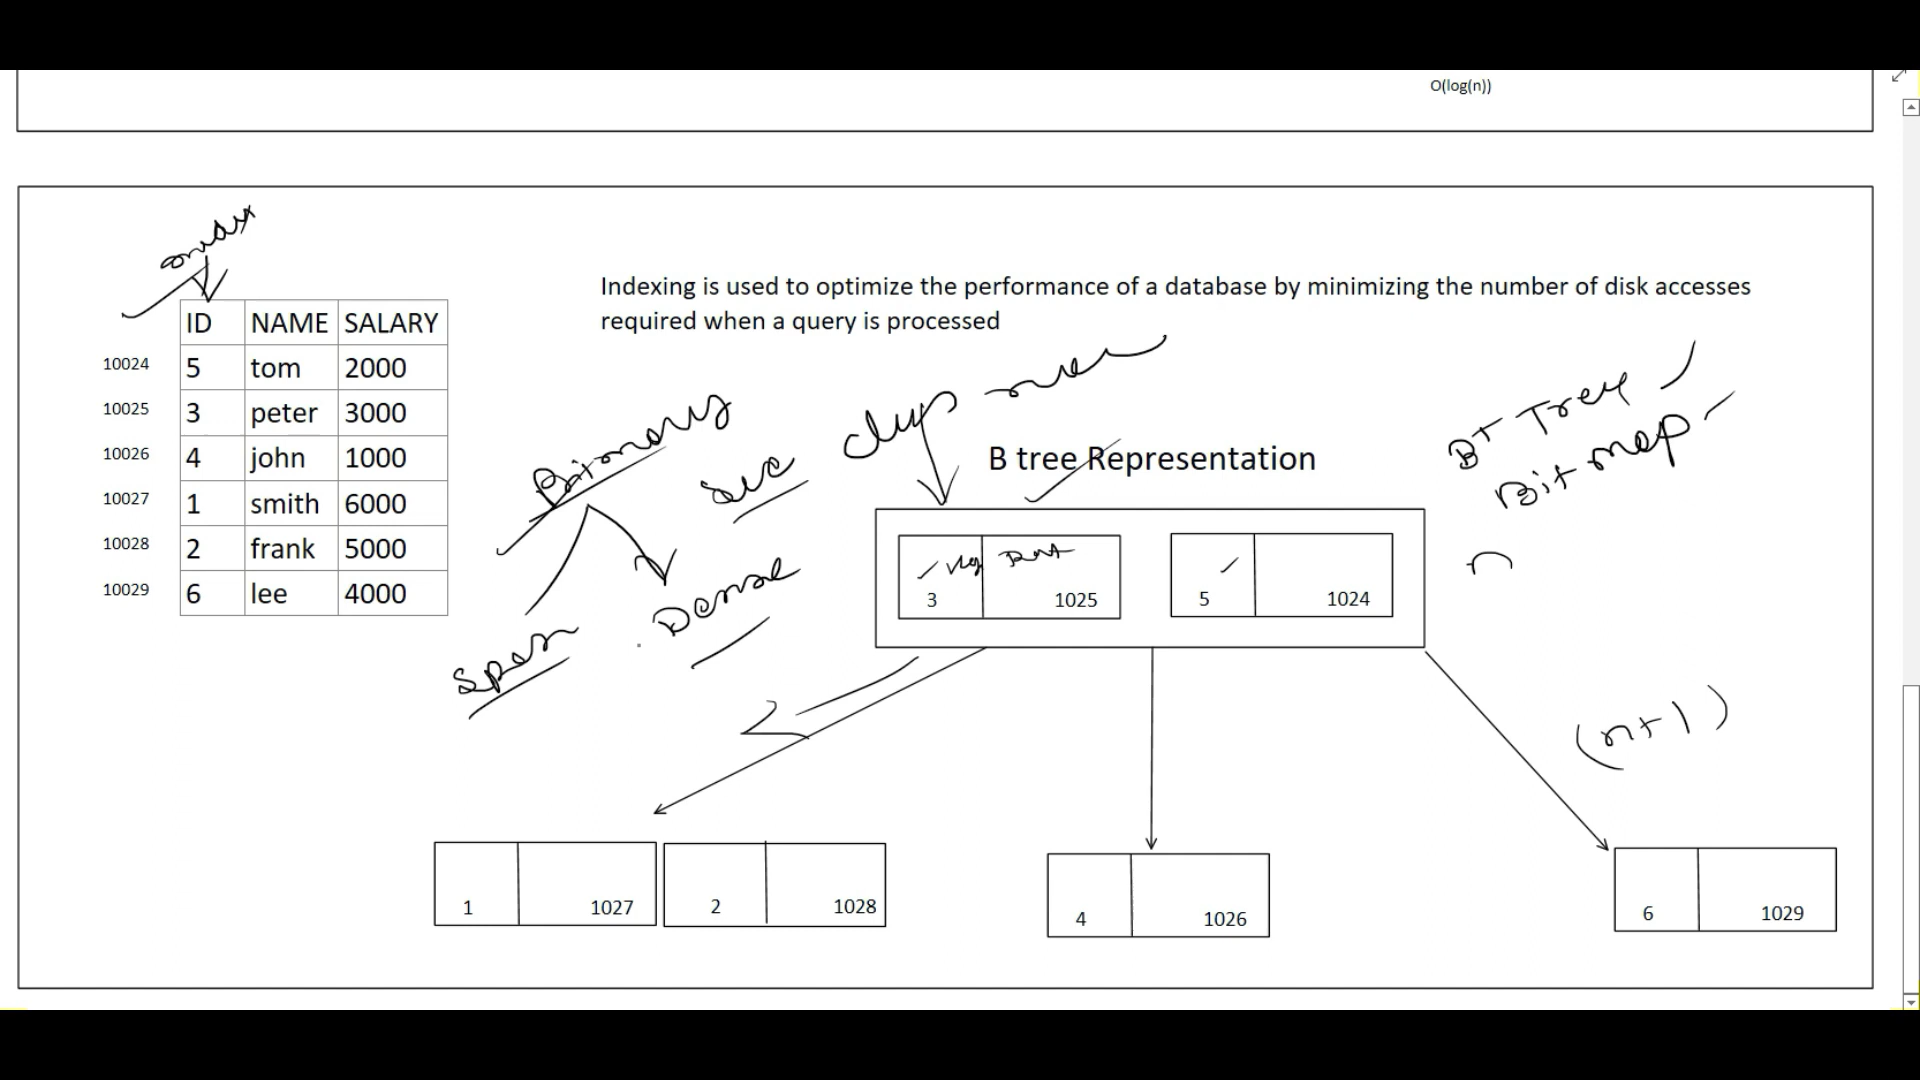 O(log(n))
Indexing is used to optimize the performance of a database by minimizing the number of disk accesses
required when a query is processed
ID NAME SALARY
10024 5 tom 2000
10025 3 peter 3000
10026 4 john 1000
10027 1 smith 6000
10028 2 frank 5000
10029 6 lee 4000
Sec
Dense
B+ Tree
Bit map
B tree Representation
3 1025 5 1024
n
(n+1)
1 1027 2 1028
4 1026
6 1029